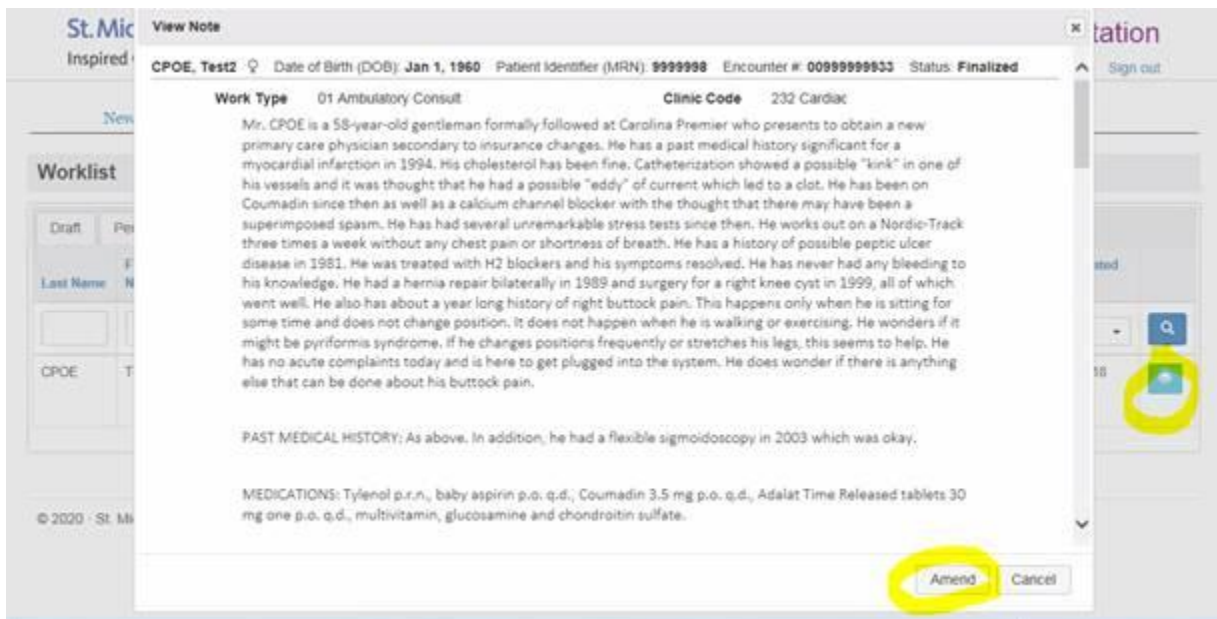 St.Mic
Inspired
tation
Sign out
New
Worklist
Draft
Per
Last Name
F
N
CPOE
T
© 2020 · St. Mi
View Note
CPOE, Test2 ♀ Date of Birth (DOB): Jan 1, 1960 Patient Identifier (MRN): 9999998 Encounter #: 00999999933 Status: Finalized
Work Type 01 Ambulatory Consult Clinic Code 232 Cardiac
Mr. CPOE is a 58-year-old gentleman formally followed at Carolina Premier who presents to obtain a new
primary care physician secondary to insurance changes. He has a past medical history significant for a
myocardial infarction in 1994. His cholesterol has been fine. Catheterization showed a possible "kink" in one of
his vessels and it was thought that he had a possible "eddy" of current which led to a clot. He has been on
Coumadin since then as well as a calcium channel blocker with the thought that there may have been a
superimposed spasm. He has had several unremarkable stress tests since then. He works out on a Nordic-Track
three times a week without any chest pain or shortness of breath. He has a history of possible peptic ulcer
disease in 1981. He was treated with H2 blockers and his symptoms resolved. He has never had any bleeding to
his knowledge. He had a hernia repair bilaterally in 1989 and surgery for a right knee cyst in 1999, all of which
went well. He also has about a year long history of right buttock pain. This happens only when he is sitting for
some time and does not change position. It does not happen when he is walking or exercising. He wonders if it
might be pyriformis syndrome. If he changes positions frequently or stretches his legs, this seems to help. He
has no acute complaints today and is here to get plugged into the system. He does wonder if there is anything
else that can be done about his buttock pain.
PAST MEDICAL HISTORY: As above. In addition, he had a flexible sigmoidoscopy in 2003 which was okay.
MEDICATIONS: Tylenol p.r.n., baby aspirin p.o. q.d., Coumadin 3.5 mg p.o. q.d., Adalat Time Released tablets 30
mg one p.o. q.d., multivitamin, glucosamine and chondroitin sulfate.
Amend
Cancel